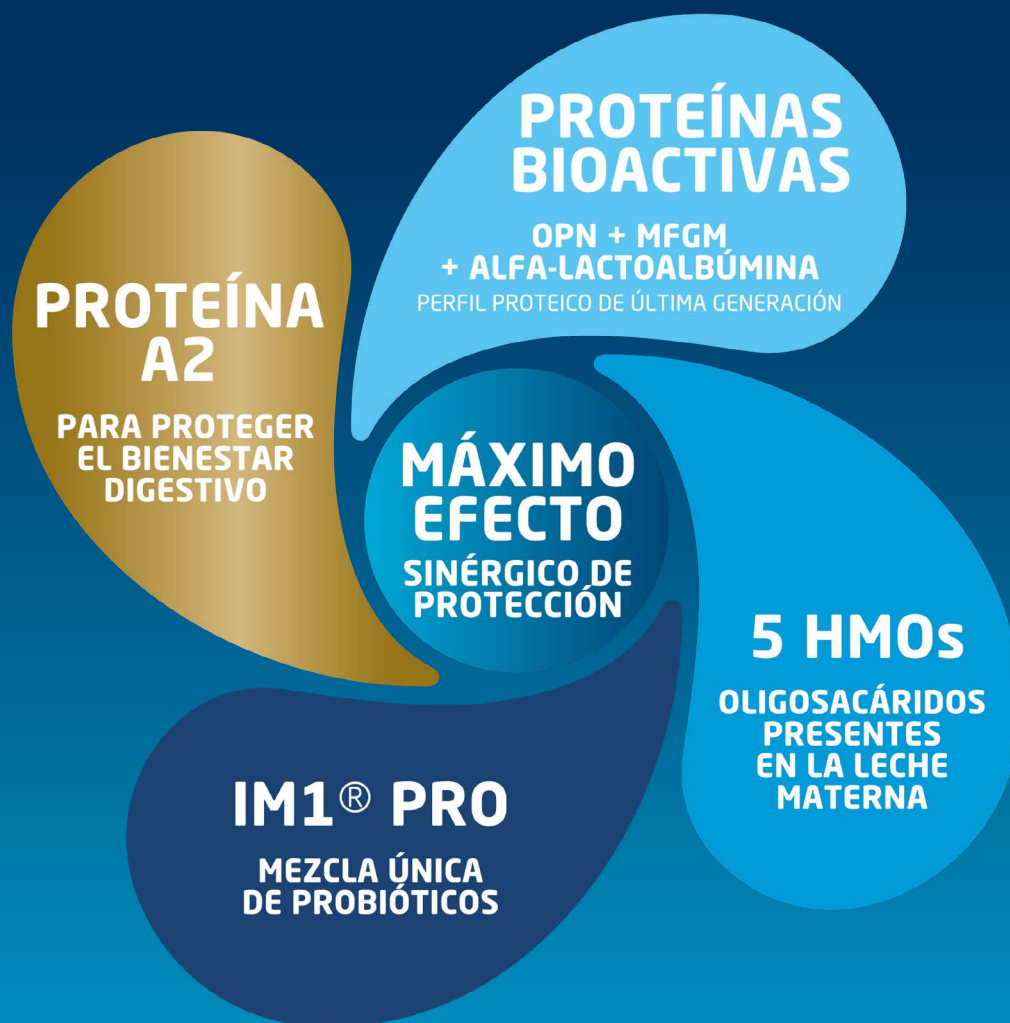 PROTEÍNAS
BIOACTIVAS
OPN + MFGM
+ ALFA-LACTOALBÚMINA
PERFIL PROTEICO DE ÚLTIMA GENERACIÓN
PROTEÍNA
A2
PARA PROTEGER
EL BIENESTAR
DIGESTIVO
MÁXIMO
EFECTO
SINÉRGICO DE
PROTECCIÓN
5 HMOs
OLIGOSACÁRIDOS
PRESENTES
EN LA LECHE
MATERNA
IM1® PRO
MEZCLA ÚNICA
DE PROBIÓTICOS